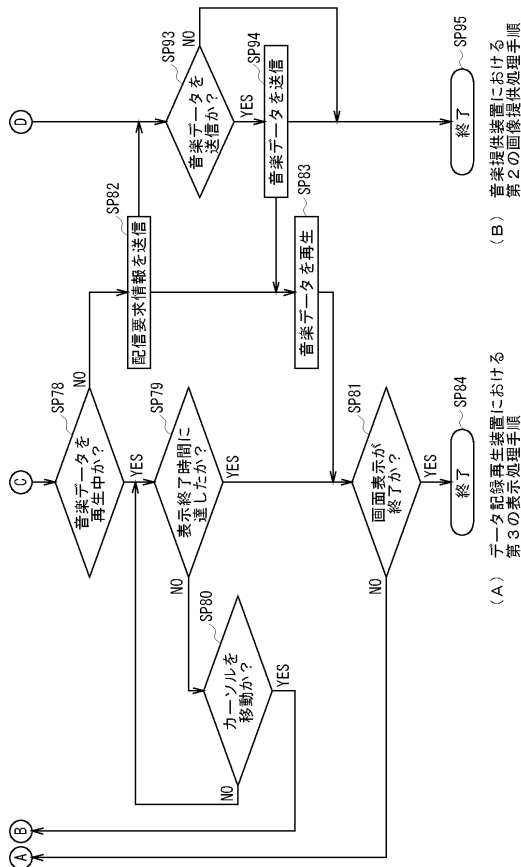 C
SP78
音楽データを
再生中か?
NO
YES
SP79
表示終了時間に
達したか?
NO
YES
SP80
カーソルを
移動か?
NO
YES
B
A
SP82
配信要求情報を送信
SP83
音楽データを再生
SP81
画面表示が
終了か?
NO
YES
SP84
終了
(A) データ記録再生装置における
第3の表示処理手順
D
SP93
音楽データを
送信か?
NO
YES
SP94
音楽データを送信
SP95
終了
(B) 音楽提供装置における
第2の画像提供処理手順